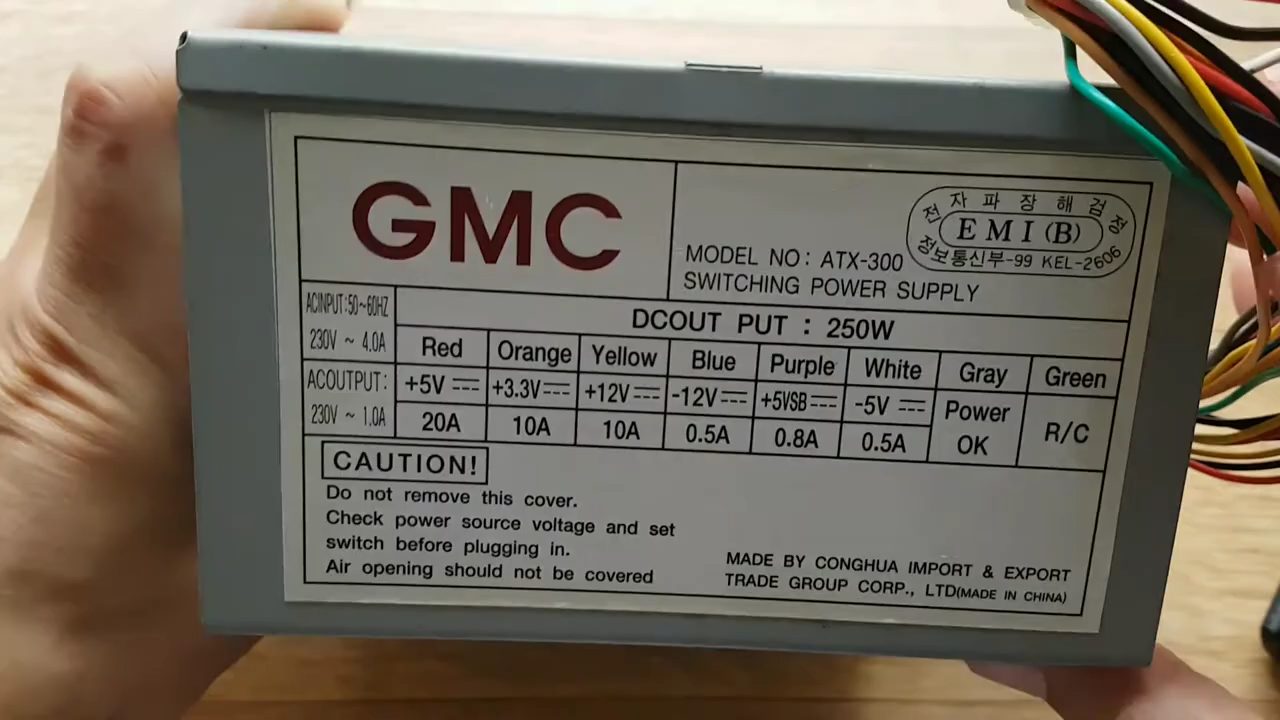 GMC
MODEL NO: ATX-300
SWITCHING POWER SUPPLY
전자파장해검정
EMI(B)
정보통신부-99 KEL-2606
ACINPUT:50~60HZ
230V ~ 4.0A
ACOUTPUT:
230V ~ 1.0A
DCOUT PUT : 250W
Red Orange Yellow Blue Purple White Gray Green
+5V +3.3V +12V -12V +5VSB -5V Power OK R/C
20A 10A 10A 0.5A 0.8A 0.5A
CAUTION!
Do not remove this cover.
Check power source voltage and set
switch before plugging in.
Air opening should not be covered
MADE BY CONGHUA IMPORT & EXPORT
TRADE GROUP CORP., LTD(MADE IN CHINA)